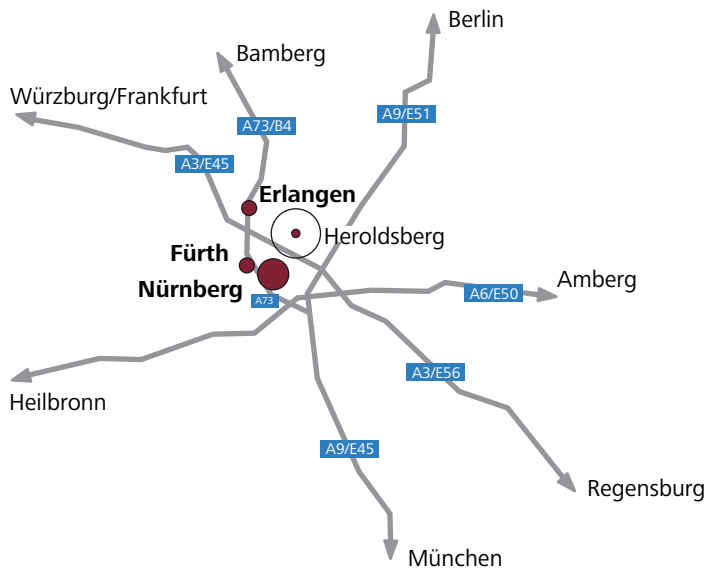 Berlin
Bamberg
Würzburg/Frankfurt
A9/E51
A73/B4
A3/E45
Erlangen
Heroldsberg
Fürth
Nürnberg
A73
Amberg
A6/E50
A3/E56
Heilbronn
A9/E45
Regensburg
München